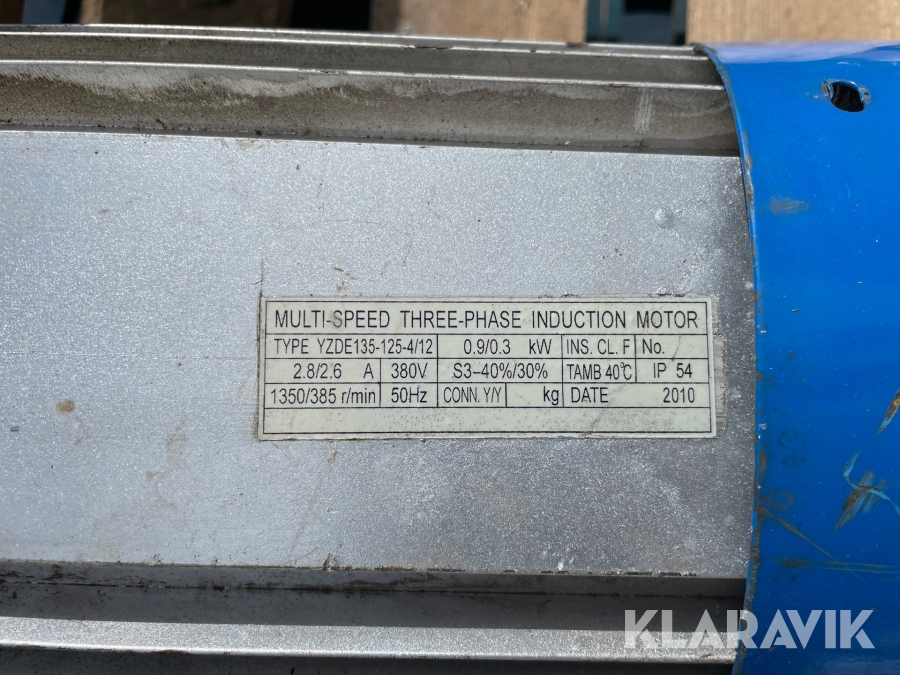 MULTI-SPEED THREE-PHASE INDUCTION MOTOR
TYPE YZDE135-125-4/12 0.9/0.3 kW INS. CL. F No.
2.8/2.6 A 380V S3-40%/30% TAMB 40℃ IP 54
1350/385 r/min 50Hz CONN. Y/Y kg DATE 2010
KLARAVIK